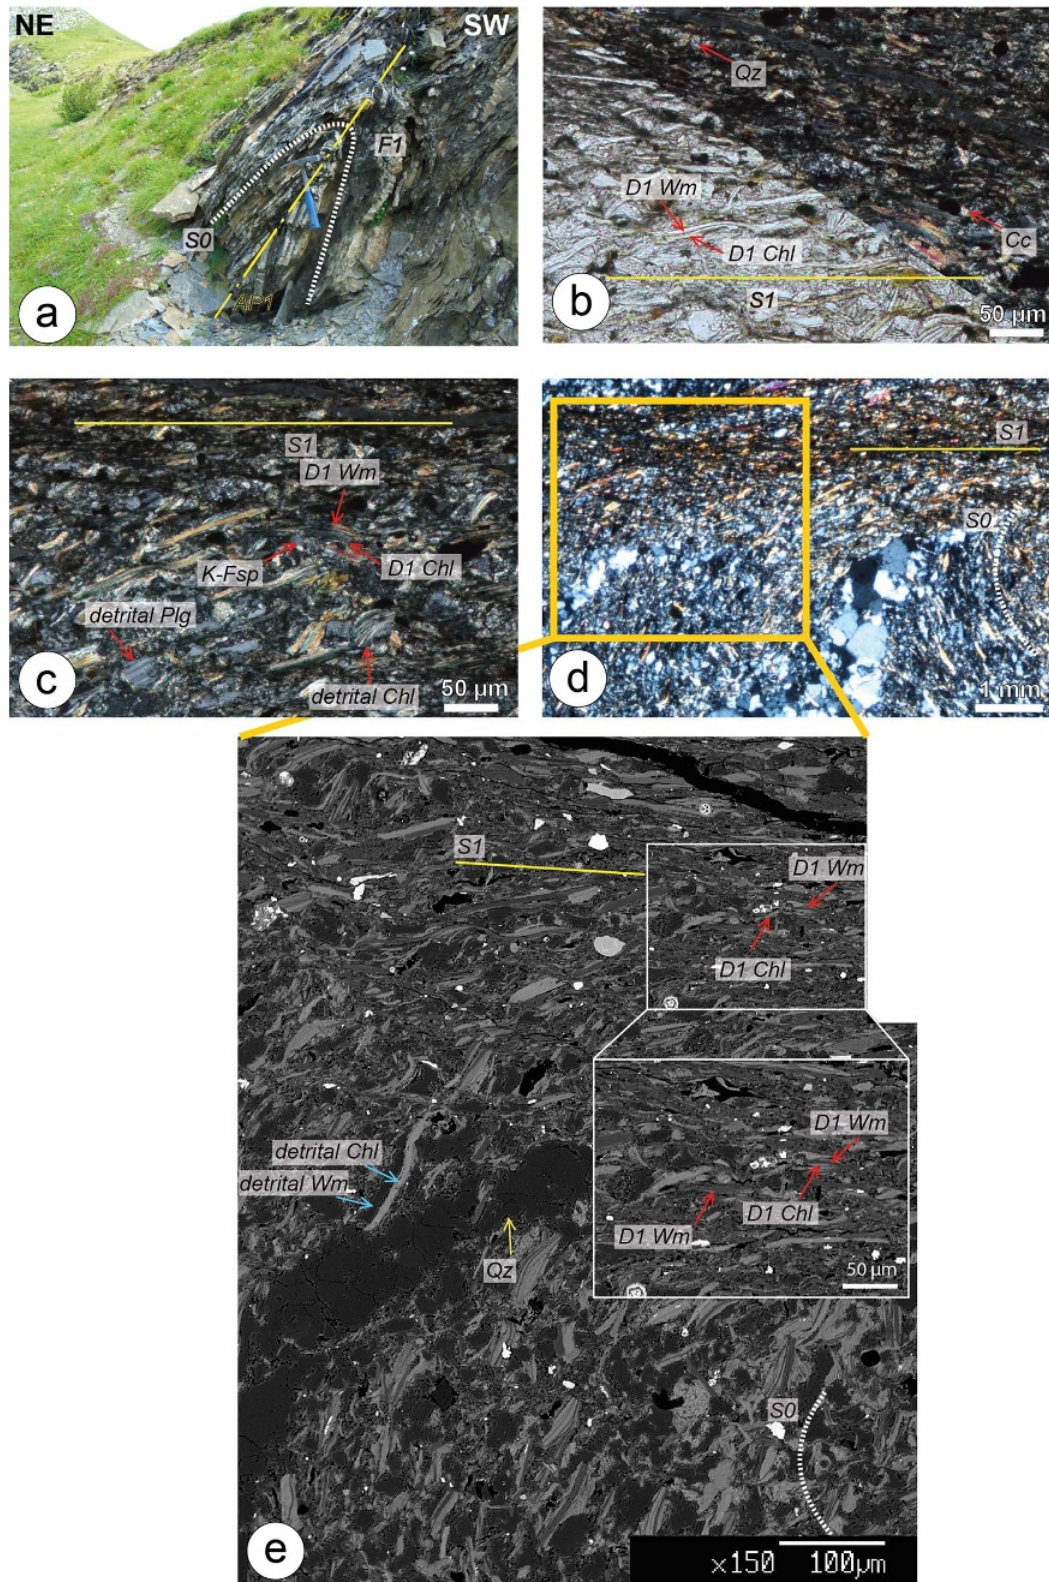 NE
SW
F1
S0
AP1
a
Qz
D1 Wm
D1 Chl
Cc
S1
b
50 µm
S1
D1 Wm
K-Fsp
D1 Chl
detrital Plg
detrital Chl
c
50 µm
S1
S0
d
1 mm
S1
D1 Wm
D1 Chl
detrital Chl
detrital Wm
Qz
D1 Wm
D1 Chl
D1 Wm
50 µm
S0
e
x150 100µm